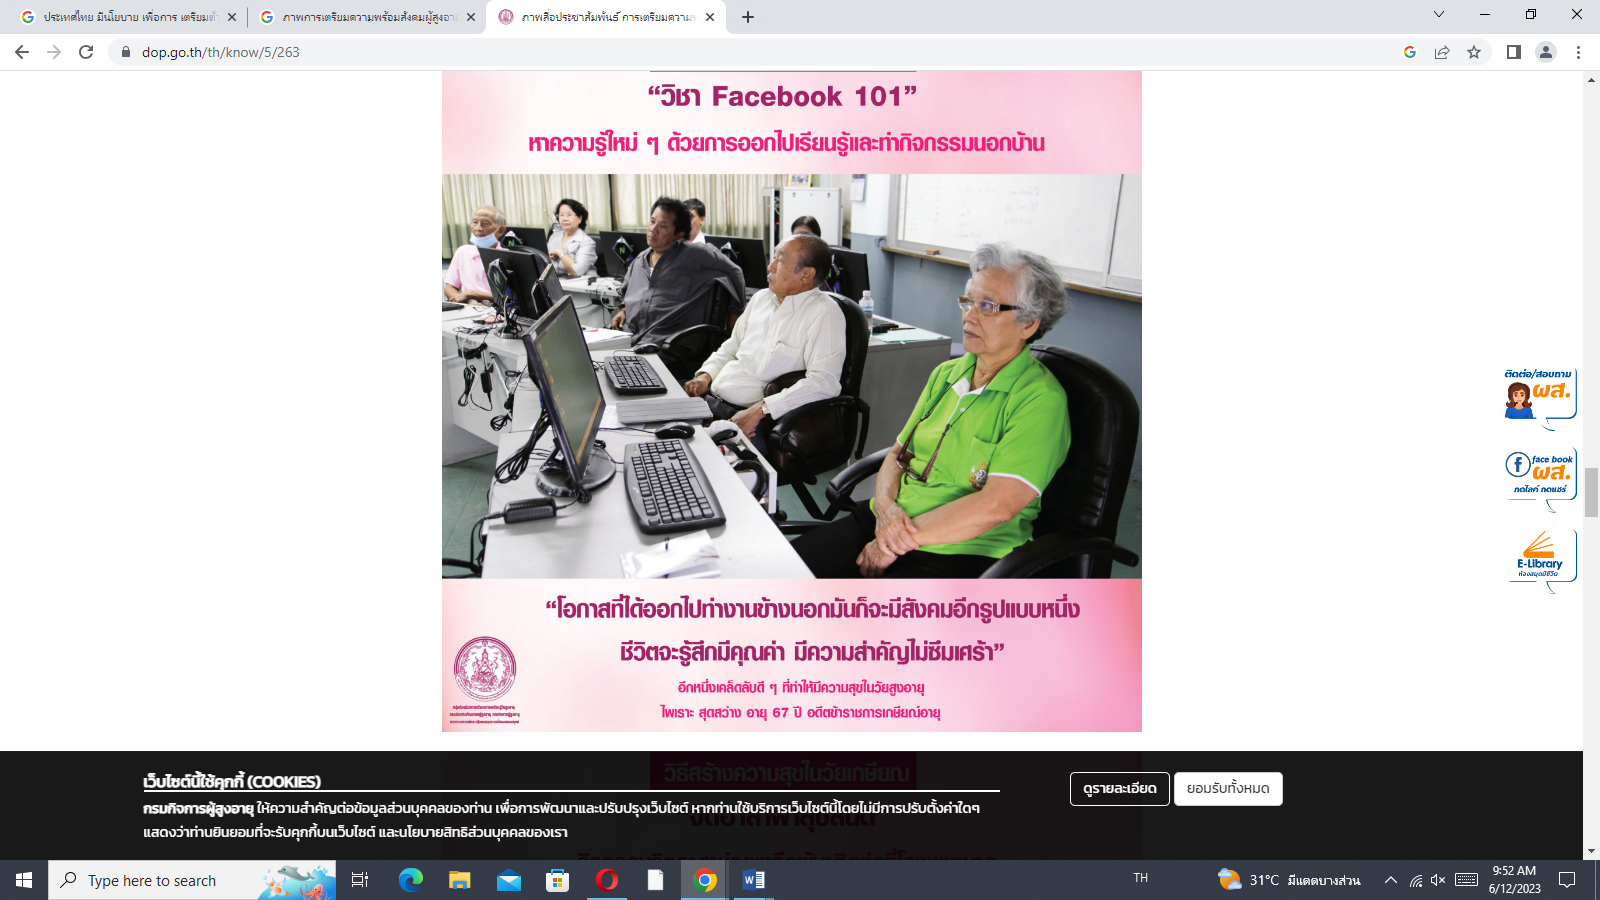 ประเทศไทย มีนโยบาย เพื่อการ เตรียมตัว
ภาพการเตรียมความพร้อมสังคมผู้สูงอา
ภาพสื่อประชาสัมพันธ์ การเตรียมความ
dop.go.th/th/know/5/263
“วิชา Facebook 101”
หาความรู้ใหม่ ๆ ด้วยการออกไปเรียนรู้และทำกิจกรรมนอกบ้าน
“โอกาสที่ได้ออกไปทำงานข้างนอกมันก็จะมีสังคมอีกรูปแบบหนึ่ง
ชีวิตจะรู้สึกมีคุณค่า มีความสำคัญไม่ซึมเศร้า”
อีกหนึ่งเคล็ดลับดี ๆ ที่ทำให้มีความสุขในวัยสูงอายุ
ไพเราะ สุดสว่าง อายุ 67 ปี อดีตข้าราชการเกษียณอายุ
ติดต่อ/สอบถาม
ผส.
face book
ผส.
กดไลค์ กดแชร์
E-Library
ห้องสมุดมีชีวิต
วิธีสร้างความสุขในวัยเกษียณ
เว็บไซต์นี้ใช้คุกกี้ (COOKIES)
กรมกิจการผู้สูงอายุ ให้ความสำคัญต่อข้อมูลส่วนบุคคลของท่าน เพื่อการพัฒนาและปรับปรุงเว็บไซต์ หากท่านใช้บริการเว็บไซต์นี้โดยไม่มีการปรับตั้งค่าใดๆ
แสดงว่าท่านยินยอมที่จะรับคุกกี้บนเว็บไซต์ และนโยบายสิทธิส่วนบุคคลของเรา
ดูรายละเอียด
ยอมรับทั้งหมด
Type here to search
TH
31°C มีแดดบางส่วน
9:52 AM
6/12/2023